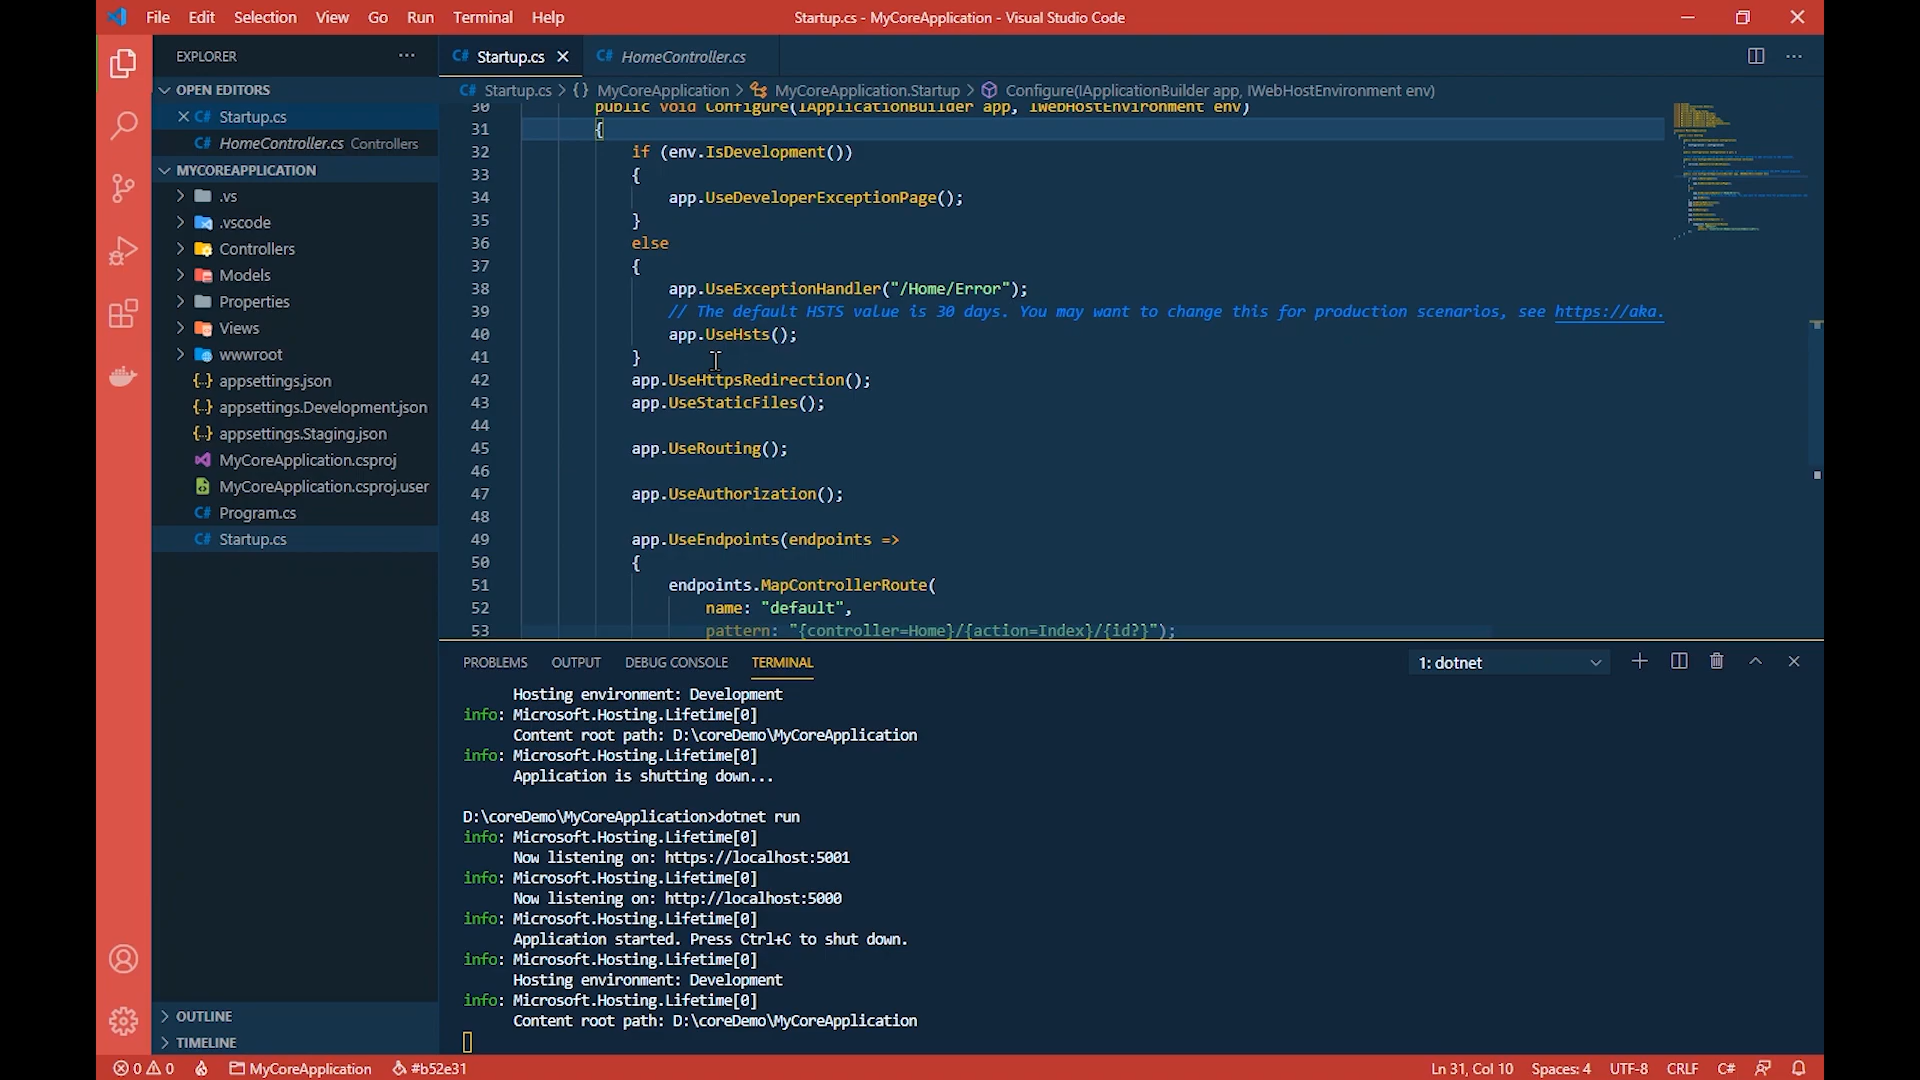 File Edit Selection View Go Run Terminal Help
Startup.cs - MyCoreApplication - Visual Studio Code
EXPLORER
OPEN EDITORS
Startup.cs
HomeController.cs Controllers
MYCOREAPPLICATION
.vs
.vscode
Controllers
Models
Properties
Views
wwwroot
appsettings.json
appsettings.Development.json
appsettings.Staging.json
MyCoreApplication.csproj
MyCoreApplication.csproj.user
Program.cs
Startup.cs
OUTLINE
TIMELINE
Startup.cs HomeController.cs
Startup.cs > {} MyCoreApplication > MyCoreApplication.Startup > Configure(IApplicationBuilder app, IWebHostEnvironment env)
30 public void Configure(IApplicationBuilder app, IWebHostEnvironment env)
31 {
32 if (env.IsDevelopment())
33 {
34 app.UseDeveloperExceptionPage();
35 }
36 else
37 {
38 app.UseExceptionHandler("/Home/Error");
39 // The default HSTS value is 30 days. You may want to change this for production scenarios, see https://aka.
40 app.UseHsts();
41 }
42 app.UseHttpsRedirection();
43 app.UseStaticFiles();
44
45 app.UseRouting();
46
47 app.UseAuthorization();
48
49 app.UseEndpoints(endpoints =>
50 {
51 endpoints.MapControllerRoute(
52 name: "default",
53 pattern: "{controller=Home}/{action=Index}/{id?}");
PROBLEMS OUTPUT DEBUG CONSOLE TERMINAL
1: dotnet
Hosting environment: Development
info: Microsoft.Hosting.Lifetime[0]
Content root path: D:\coreDemo\MyCoreApplication
info: Microsoft.Hosting.Lifetime[0]
Application is shutting down...
D:\coreDemo\MyCoreApplication>dotnet run
info: Microsoft.Hosting.Lifetime[0]
Now listening on: https://localhost:5001
info: Microsoft.Hosting.Lifetime[0]
Now listening on: http://localhost:5000
info: Microsoft.Hosting.Lifetime[0]
Application started. Press Ctrl+C to shut down.
info: Microsoft.Hosting.Lifetime[0]
Hosting environment: Development
info: Microsoft.Hosting.Lifetime[0]
Content root path: D:\coreDemo\MyCoreApplication
0 0 MyCoreApplication #b52e31
Ln 31, Col 10 Spaces: 4 UTF-8 CRLF C#